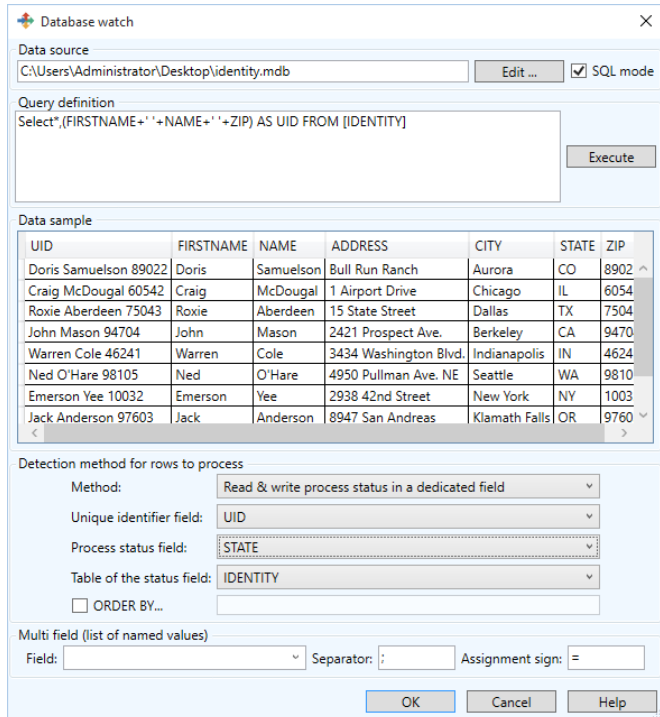 Database watch
Data source
C:\Users\Administrator\Desktop\identity.mdb Edit ... SQL mode
Query definition
Select*,(FIRSTNAME+' '+NAME+' '+ZIP) AS UID FROM [IDENTITY]
Execute
Data sample
UID FIRSTNAME NAME ADDRESS CITY STATE ZIP
Doris Samuelson 89022 Doris Samuelson Bull Run Ranch Aurora CO 8902
Craig McDougal 60542 Craig McDougal 1 Airport Drive Chicago IL 6054
Roxie Aberdeen 75043 Roxie Aberdeen 15 State Street Dallas TX 7504
John Mason 94704 John Mason 2421 Prospect Ave. Berkeley CA 9470
Warren Cole 46241 Warren Cole 3434 Washington Blvd. Indianapolis IN 4624
Ned O'Hare 98105 Ned O'Hare 4950 Pullman Ave. NE Seattle WA 9810
Emerson Yee 10032 Emerson Yee 2938 42nd Street New York NY 1003
Jack Anderson 97603 Jack Anderson 8947 San Andreas Klamath Falls OR 9760
Detection method for rows to process
Method: Read & write process status in a dedicated field
Unique identifier field: UID
Process status field: STATE
Table of the status field: IDENTITY
ORDER BY...
Multi field (list of named values)
Field: Separator: ; Assignment sign: =
OK Cancel Help